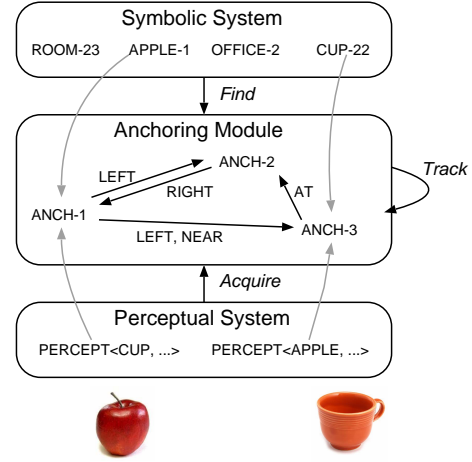 Symbolic System
ROOM-23 APPLE-1 OFFICE-2 CUP-22
Find
Anchoring Module
ANCH-2
LEFT
RIGHT
AT
Track
ANCH-1
ANCH-3
LEFT, NEAR
Acquire
Perceptual System
PERCEPT<CUP, ...> PERCEPT<APPLE, ...>